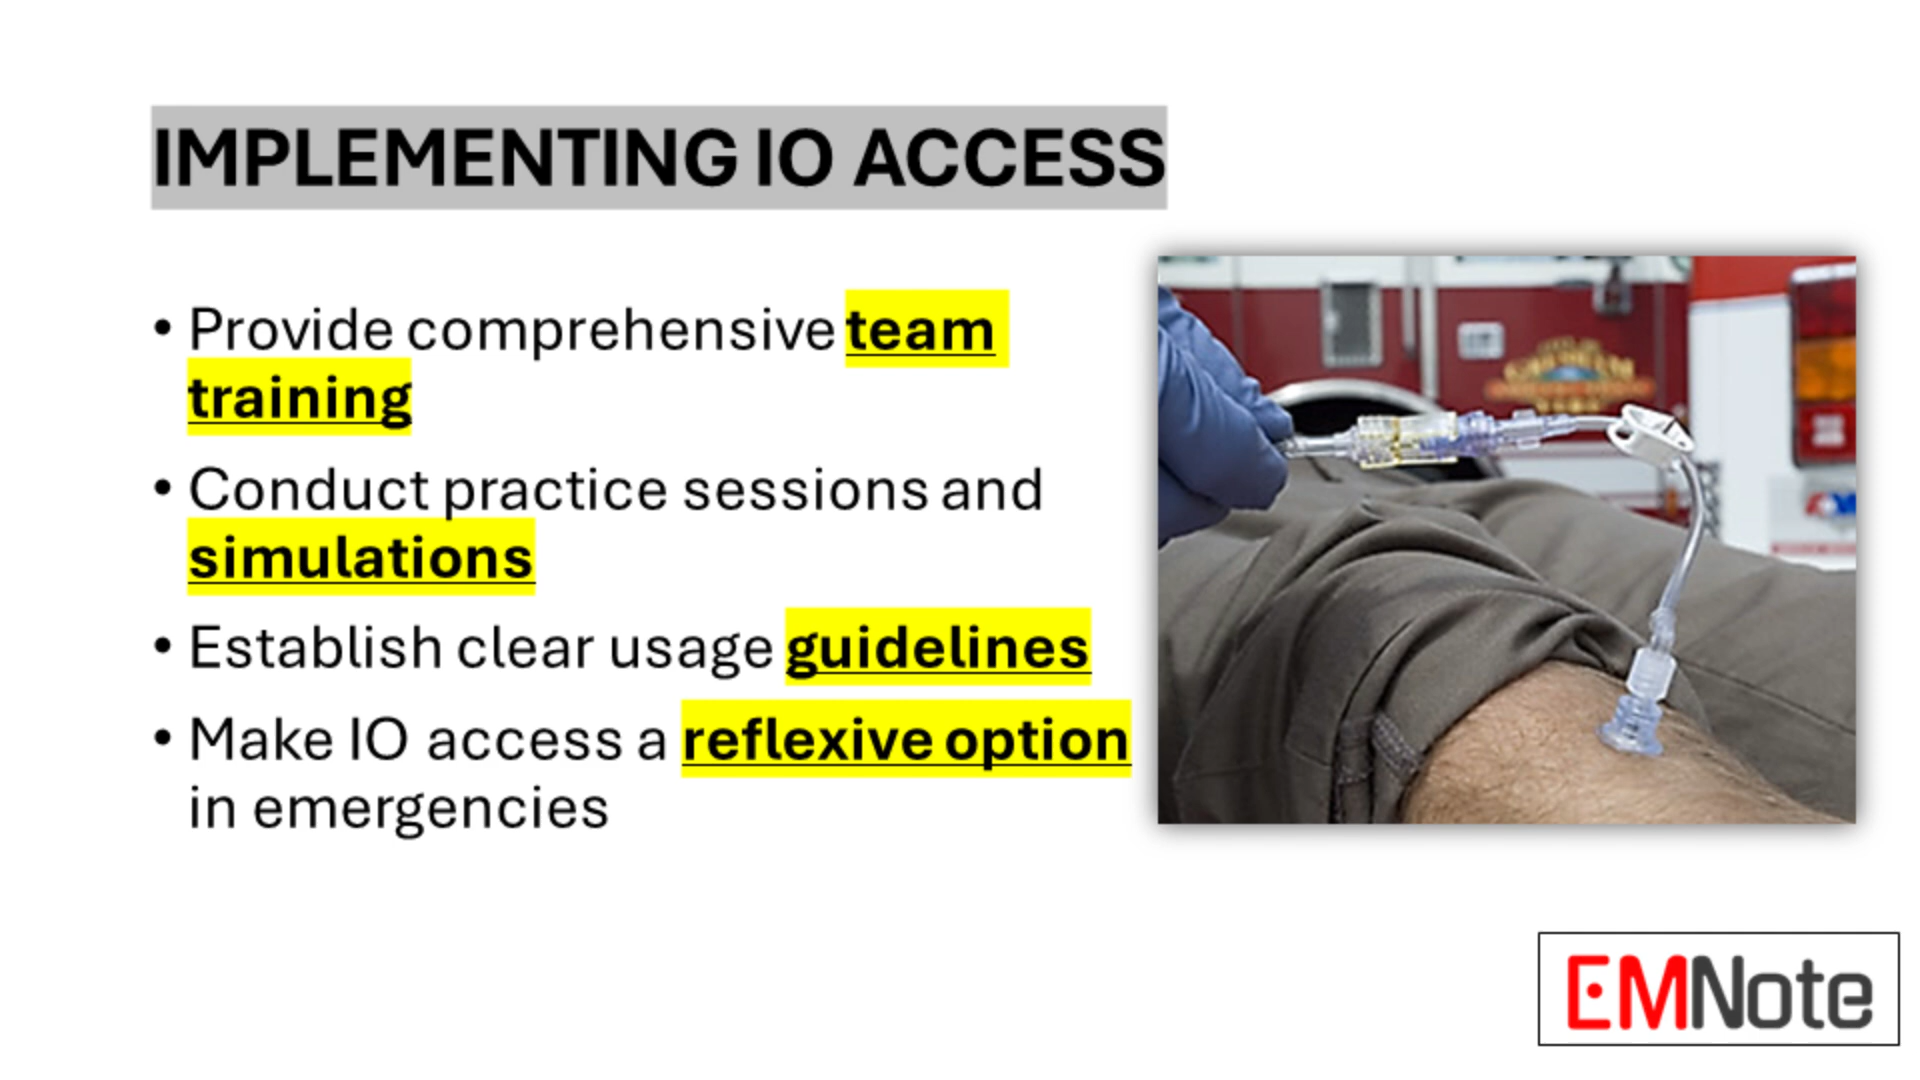 IMPLEMENTING IO ACCESS
• Provide comprehensive team
training
• Conduct practice sessions and
simulations
• Establish clear usage guidelines
• Make IO access a reflexive option
in emergencies
EMNote